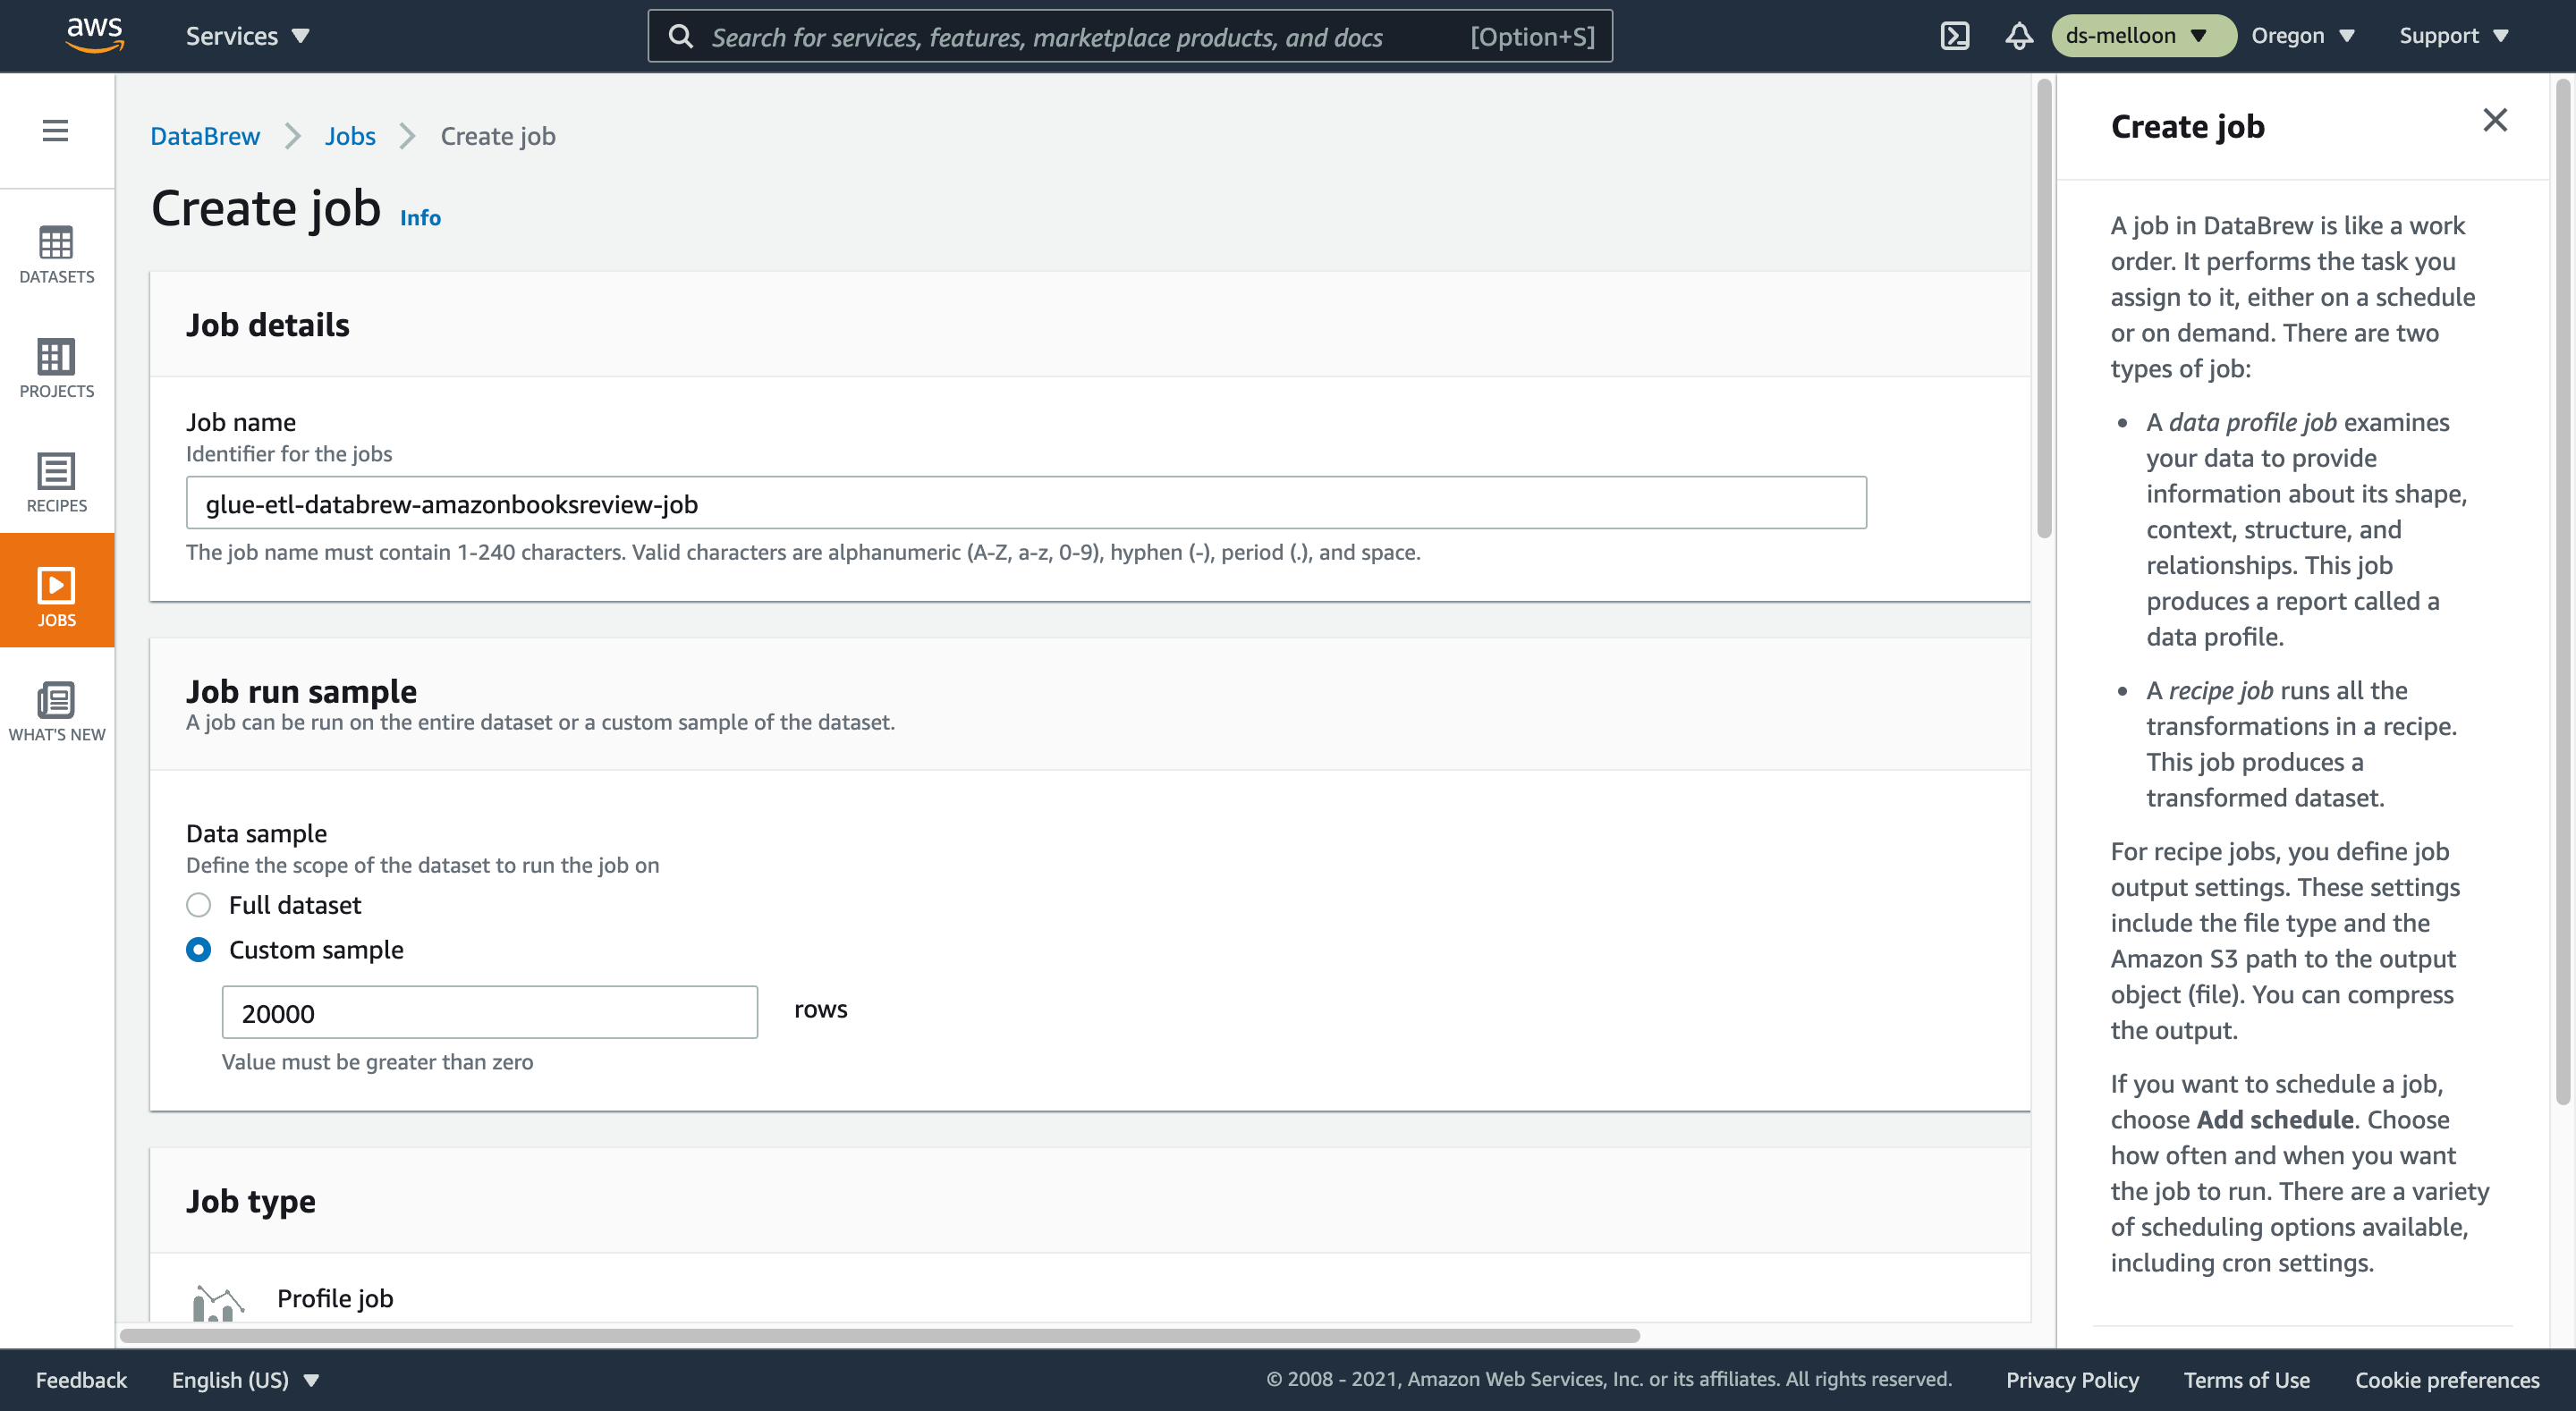 aws
Services
Search for services, features, marketplace products, and docs
[Option+S]
ds-melloon
Oregon
Support
DataBrew
Jobs
Create job
Create job
Info
DATASETS
PROJECTS
RECIPES
JOBS
WHAT'S NEW
Job details
Job name
Identifier for the jobs
glue-etl-databrew-amazonbooksreview-job
The job name must contain 1-240 characters. Valid characters are alphanumeric (A-Z, a-z, 0-9), hyphen (-), period (.), and space.
Job run sample
A job can be run on the entire dataset or a custom sample of the dataset.
Data sample
Define the scope of the dataset to run the job on
Full dataset
Custom sample
20000
rows
Value must be greater than zero
Job type
Profile job
Create job
A job in DataBrew is like a work
order. It performs the task you
assign to it, either on a schedule
or on demand. There are two
types of job:
• A data profile job examines
your data to provide
information about its shape,
context, structure, and
relationships. This job
produces a report called a
data profile.
• A recipe job runs all the
transformations in a recipe.
This job produces a
transformed dataset.
For recipe jobs, you define job
output settings. These settings
include the file type and the
Amazon S3 path to the output
object (file). You can compress
the output.
If you want to schedule a job,
choose Add schedule. Choose
how often and when you want
the job to run. There are a variety
of scheduling options available,
including cron settings.
Feedback
English (US)
© 2008 - 2021, Amazon Web Services, Inc. or its affiliates. All rights reserved.
Privacy Policy
Terms of Use
Cookie preferences